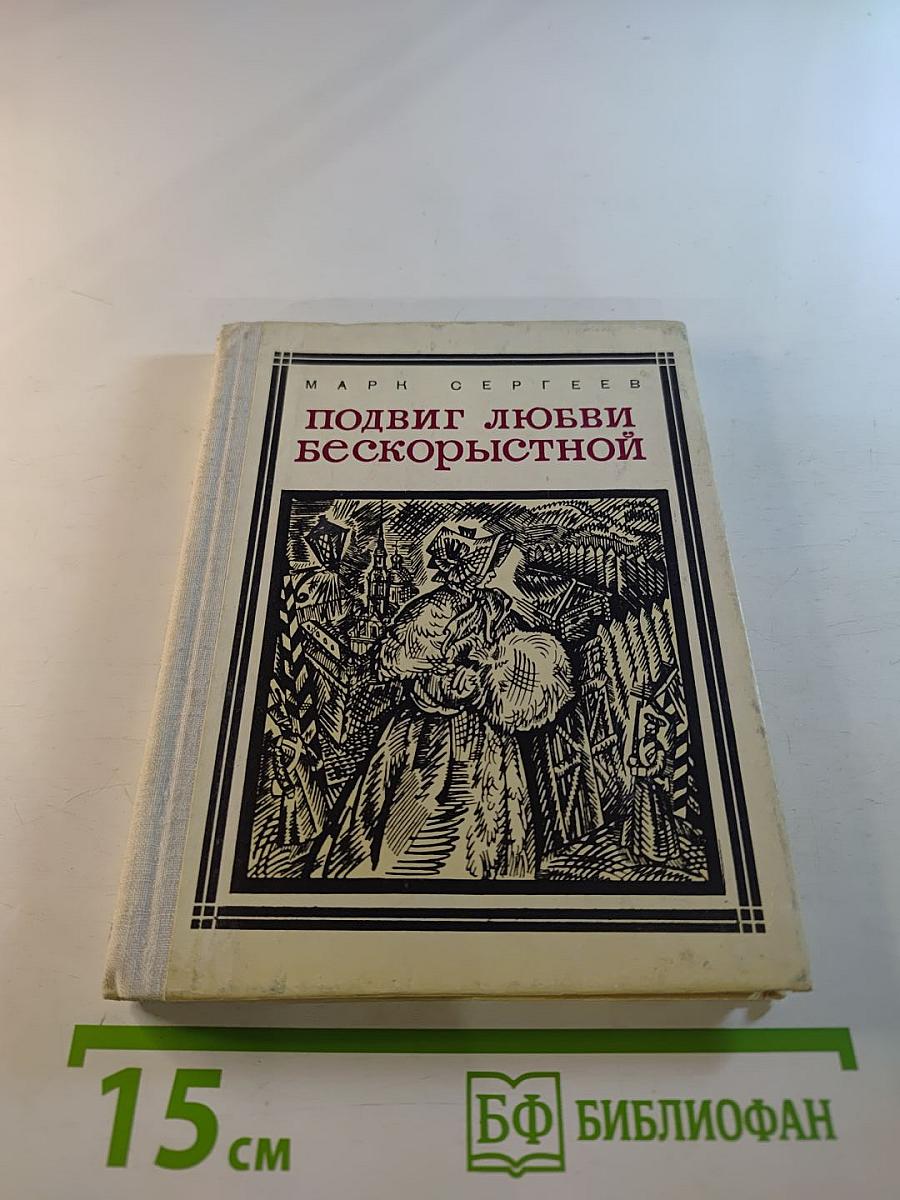 МАРК СЕРГЕЕВ
ПОДВИГ ЛЮБВИ
БЕСКОРЫСТНОЙ
15 см
БФ БИБЛИОФАН